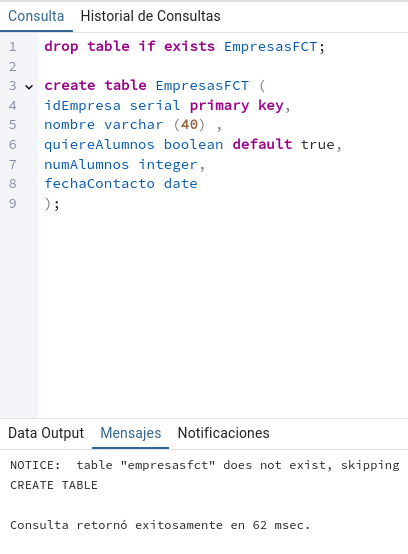 Consulta Historial de Consultas
1 drop table if exists EmpresasFCT;
2
3 create table EmpresasFCT (
4 idEmpresa serial primary key,
5 nombre varchar (40) ,
6 quiereAlumnos boolean default true,
7 numAlumnos integer,
8 fechaContacto date
9 );
Data Output Mensajes Notificaciones
NOTICE:  table "empresasfct" does not exist, skipping
CREATE TABLE
Consulta retornó exitosamente en 62 msec.